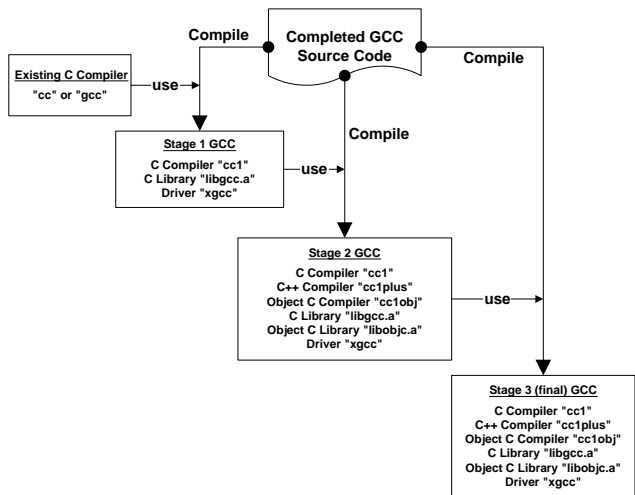 Compile
Completed GCC
Source Code
Compile
Existing C Compiler
"cc" or "gcc"
use
Compile
Stage 1 GCC
C Compiler "cc1"
C Library "libgcc.a"
Driver "xgcc"
use
Stage 2 GCC
C Compiler "cc1"
C++ Compiler "cc1plus"
Object C Compiler "cc1obj"
C Library "libgcc.a"
Object C Library "libobjc.a"
Driver "xgcc"
use
Stage 3 (final) GCC
C Compiler "cc1"
C++ Compiler "cc1plus"
Object C Compiler "cc1obj"
C Library "libgcc.a"
Object C Library "libobjc.a"
Driver "xgcc"